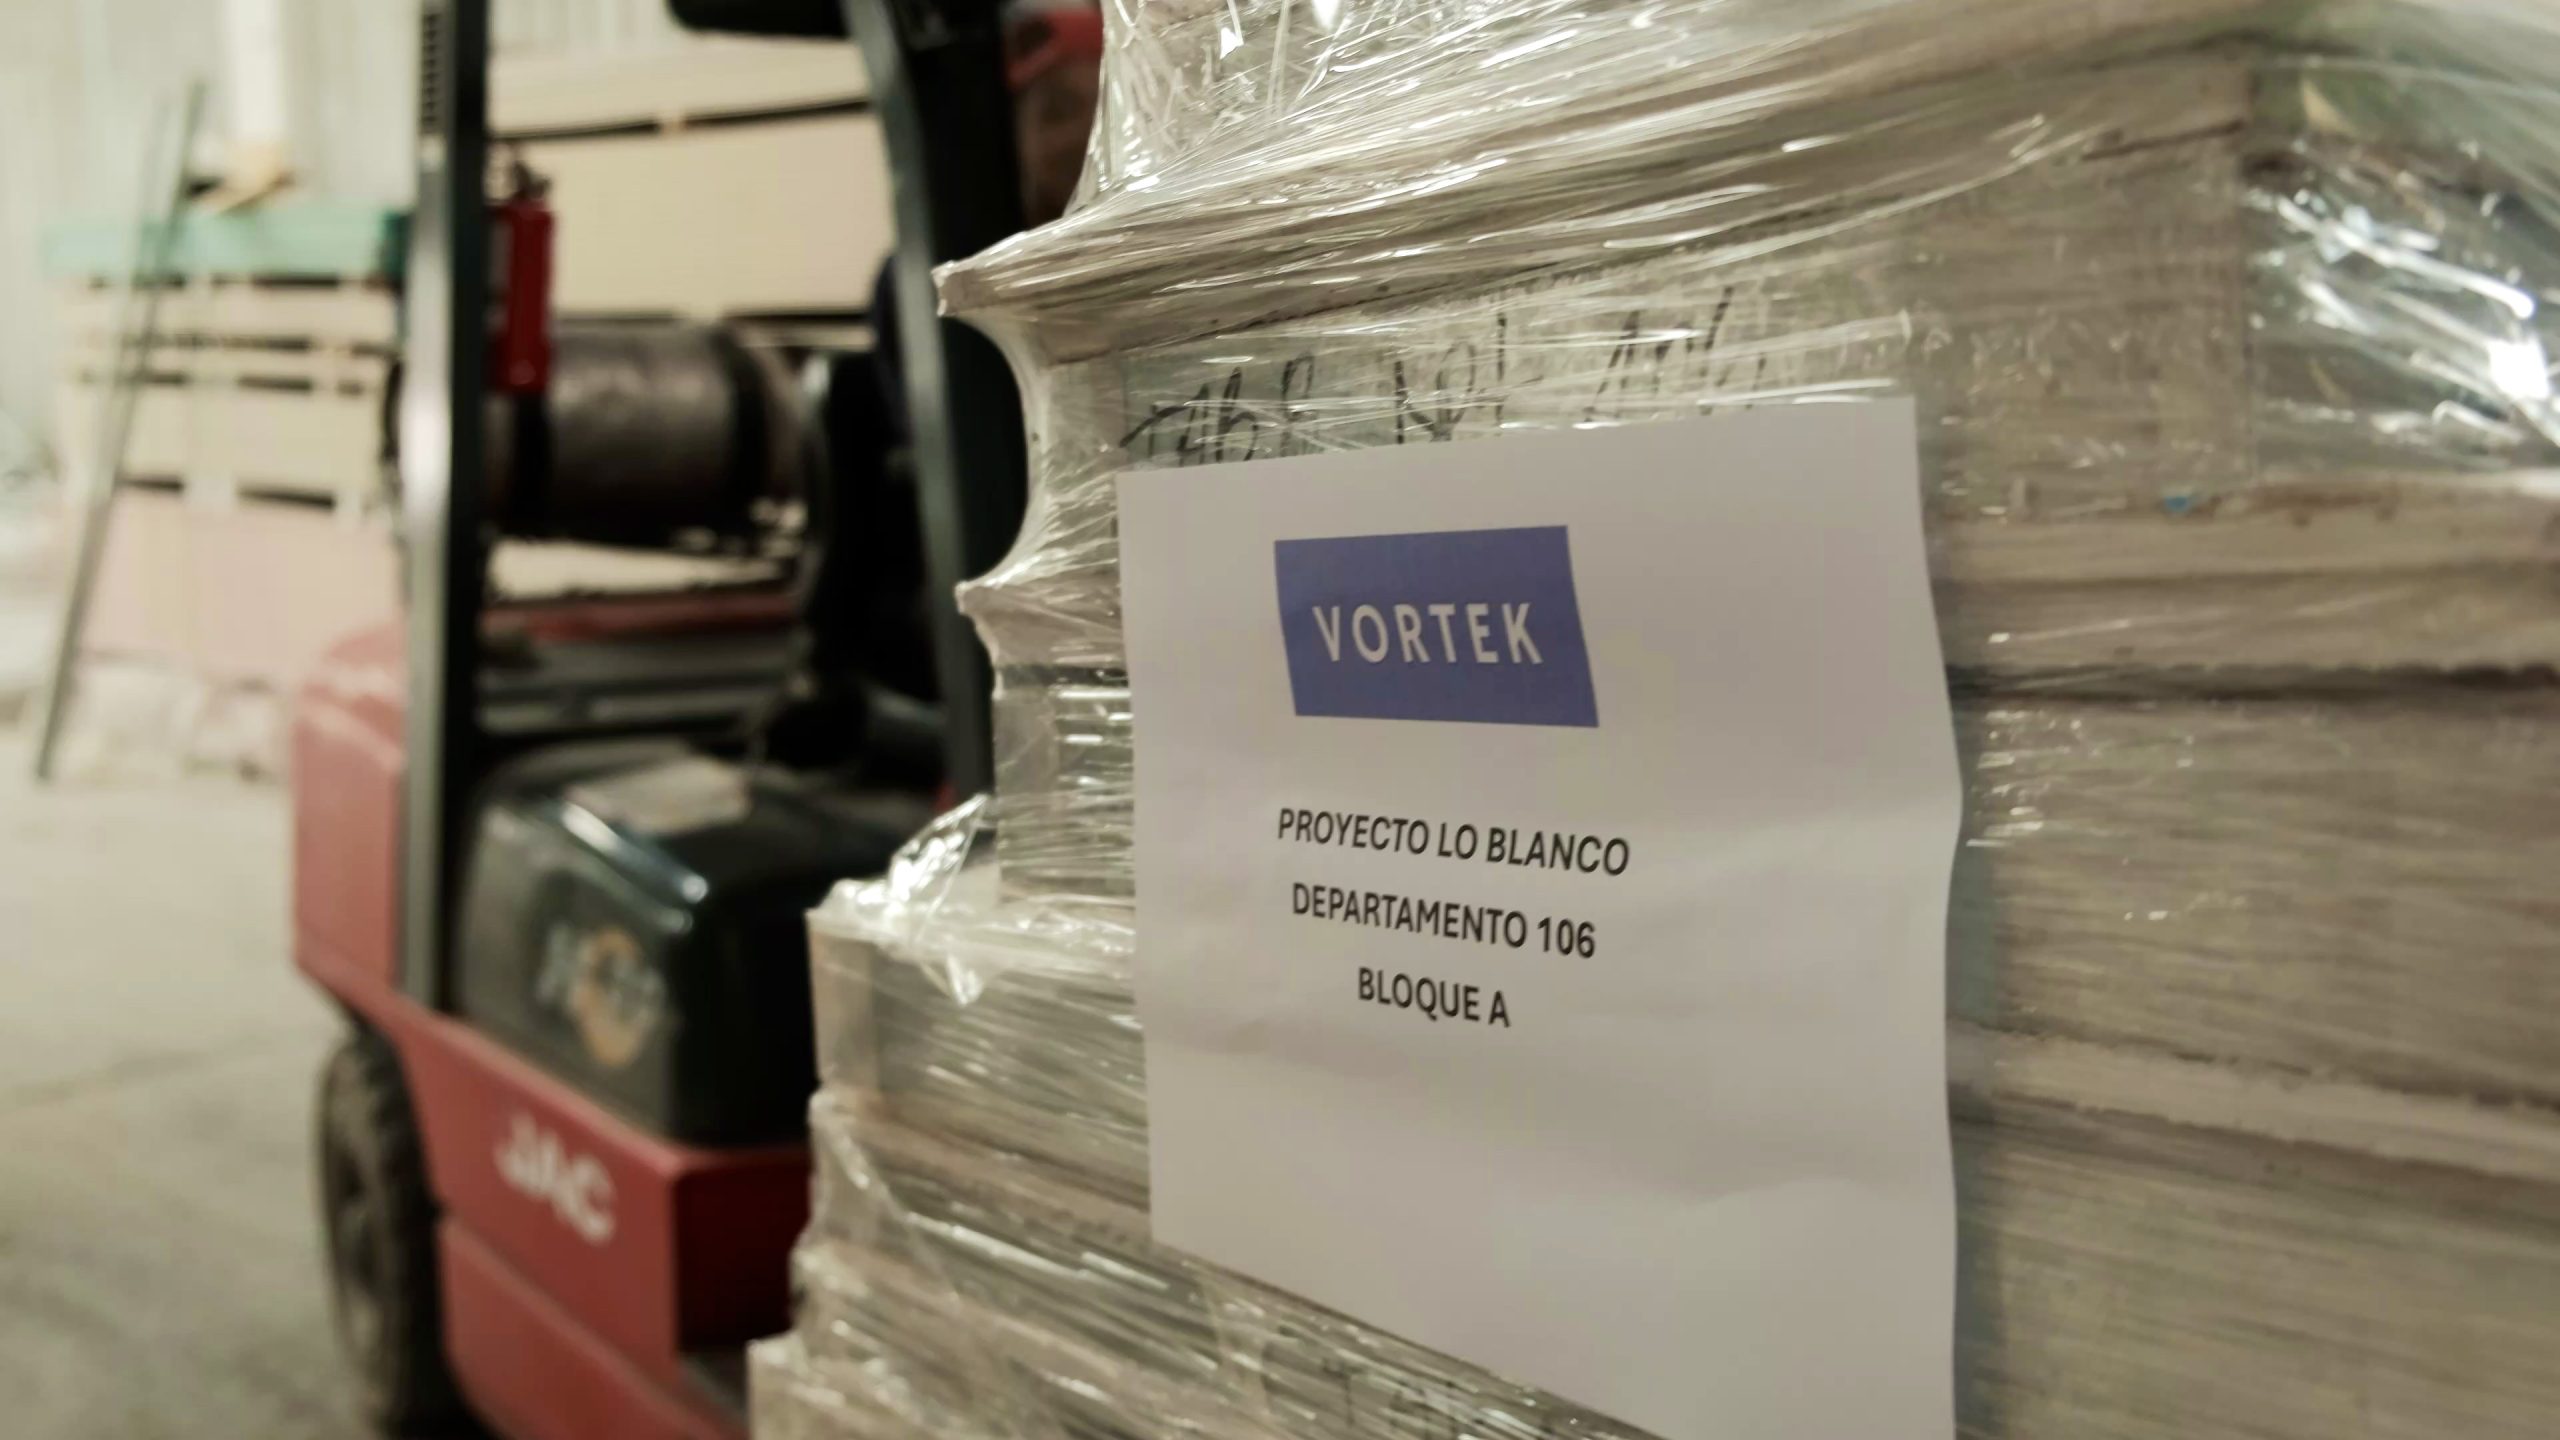 VORTEK
PROYECTO LO BLANCO
DEPARTAMENTO 106
BLOQUE A
JAC